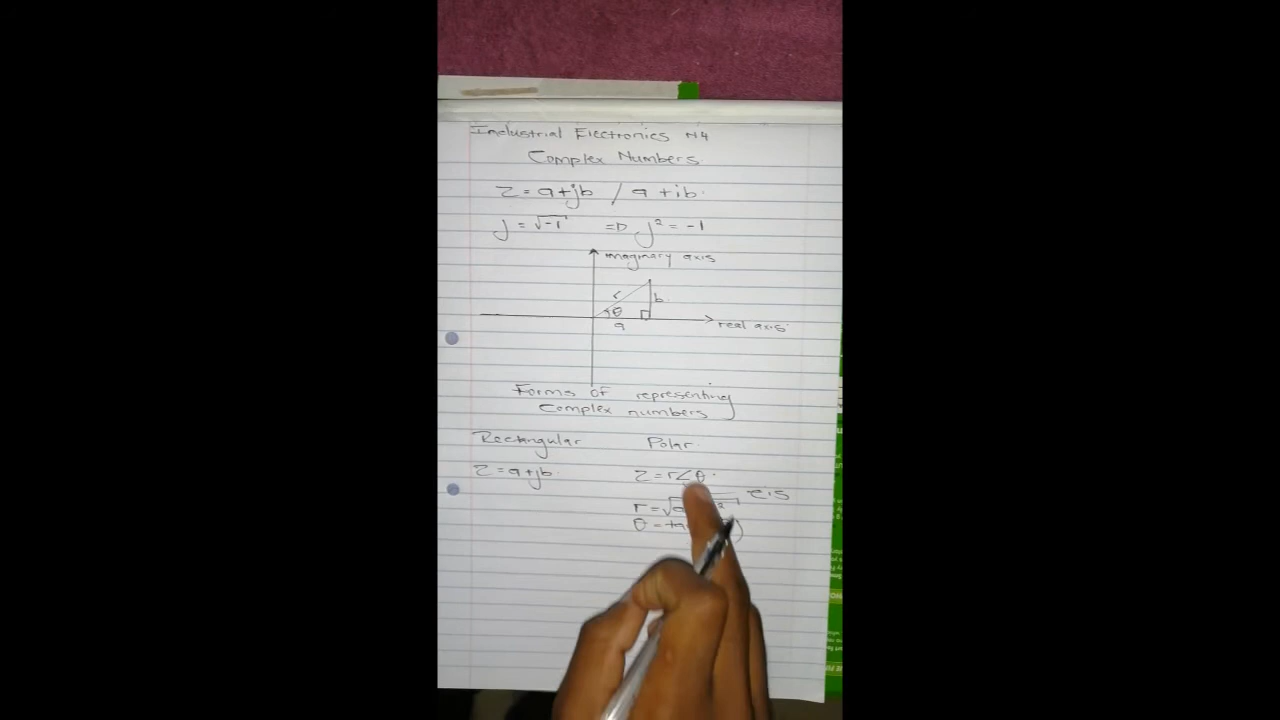 Industrial Electronics N4
Complex Numbers
Z = a+jb / a+ib
j = √-1 => j² = -1
imaginary axis
r
b
θ
a
real axis
Forms of representing
Complex numbers
Rectangular Polar
Z = a+jb Z = r∠θ
cis
r = √
θ =